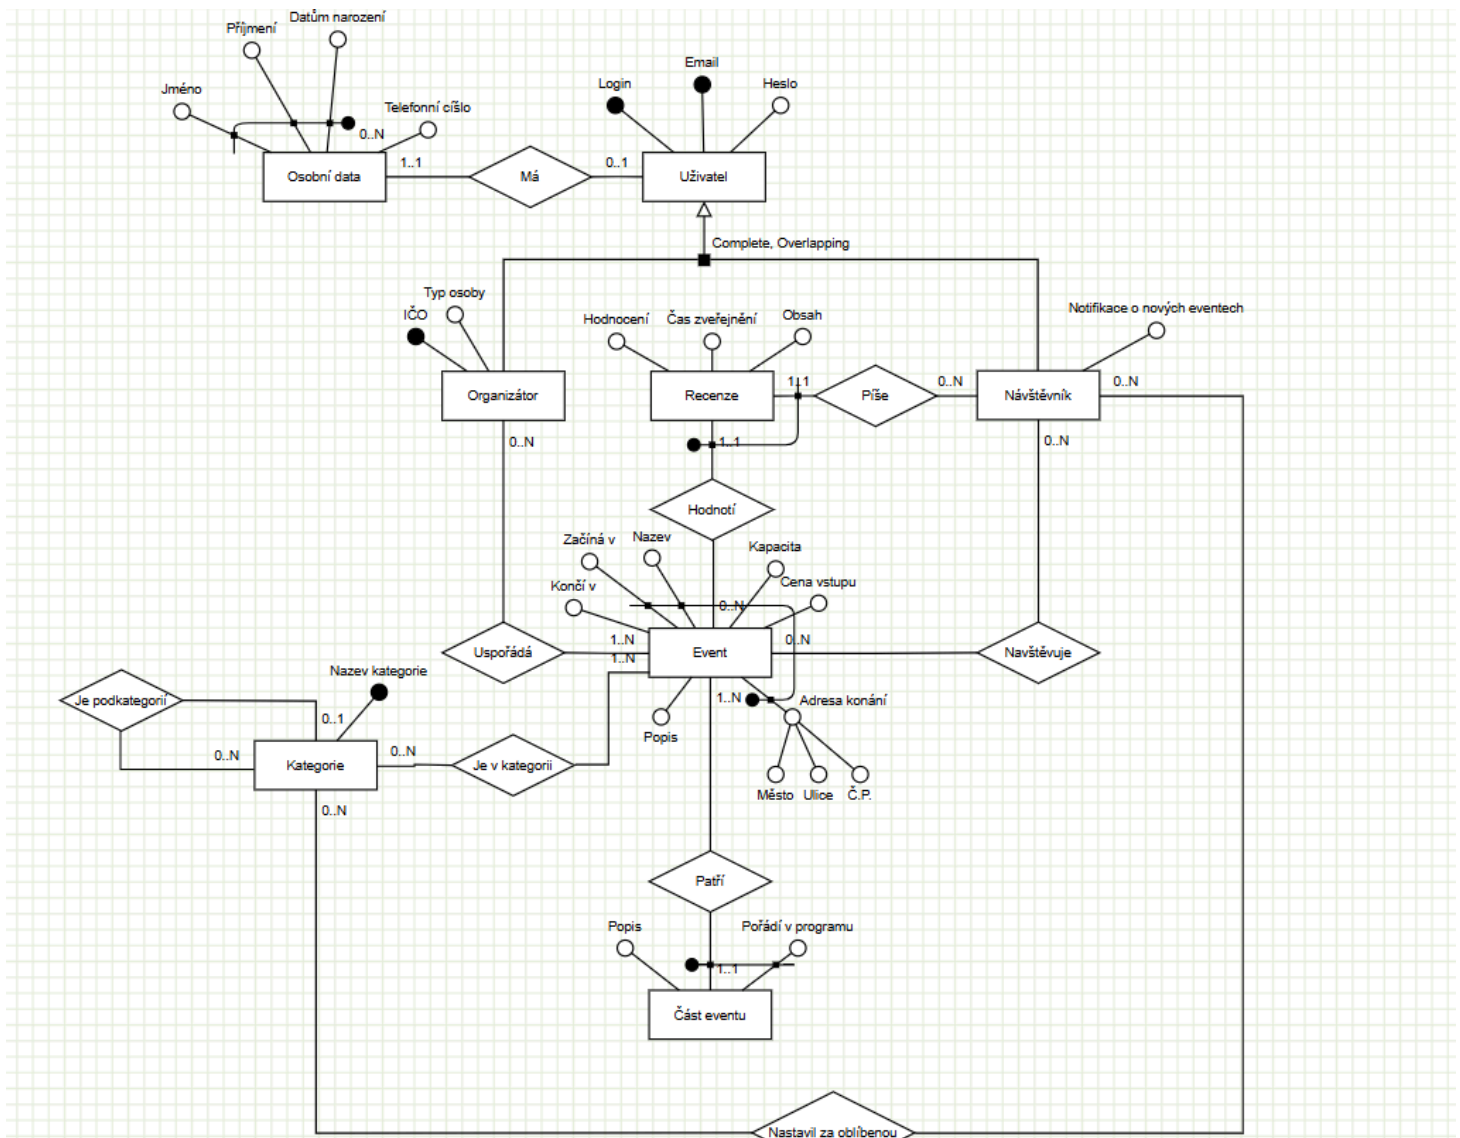 Datům narození
Příjmení
Email
Login
Heslo
Jméno
Telefonní číšlo
0..N
1..1
0..1
Osobní data
Má
Uživatel
Complete, Overlapping
Typ osoby
IČO
Hodnocení
Čas zveřejnění
Obsah
Notifikace o nových eventech
1..1
0..N
0..N
Organizátor
Recenze
Píše
Návštěvník
0..N
1..1
0..N
Hodnotí
Začíná v
Nazev
Kapacita
Končí v
Cena vstupu
0..N
1..N
0..N
Uspořádá
Event
Navštěvuje
1..N
Nazev kategorie
Je podkategorií
1..N
Adresa konání
0..1
Popis
0..N
0..N
Kategorie
Je v kategorii
Město
Ulice
Č.P.
0..N
Patří
Popis
Pořádí v programu
1..1
Část eventu
Nastavil za oblíbenou